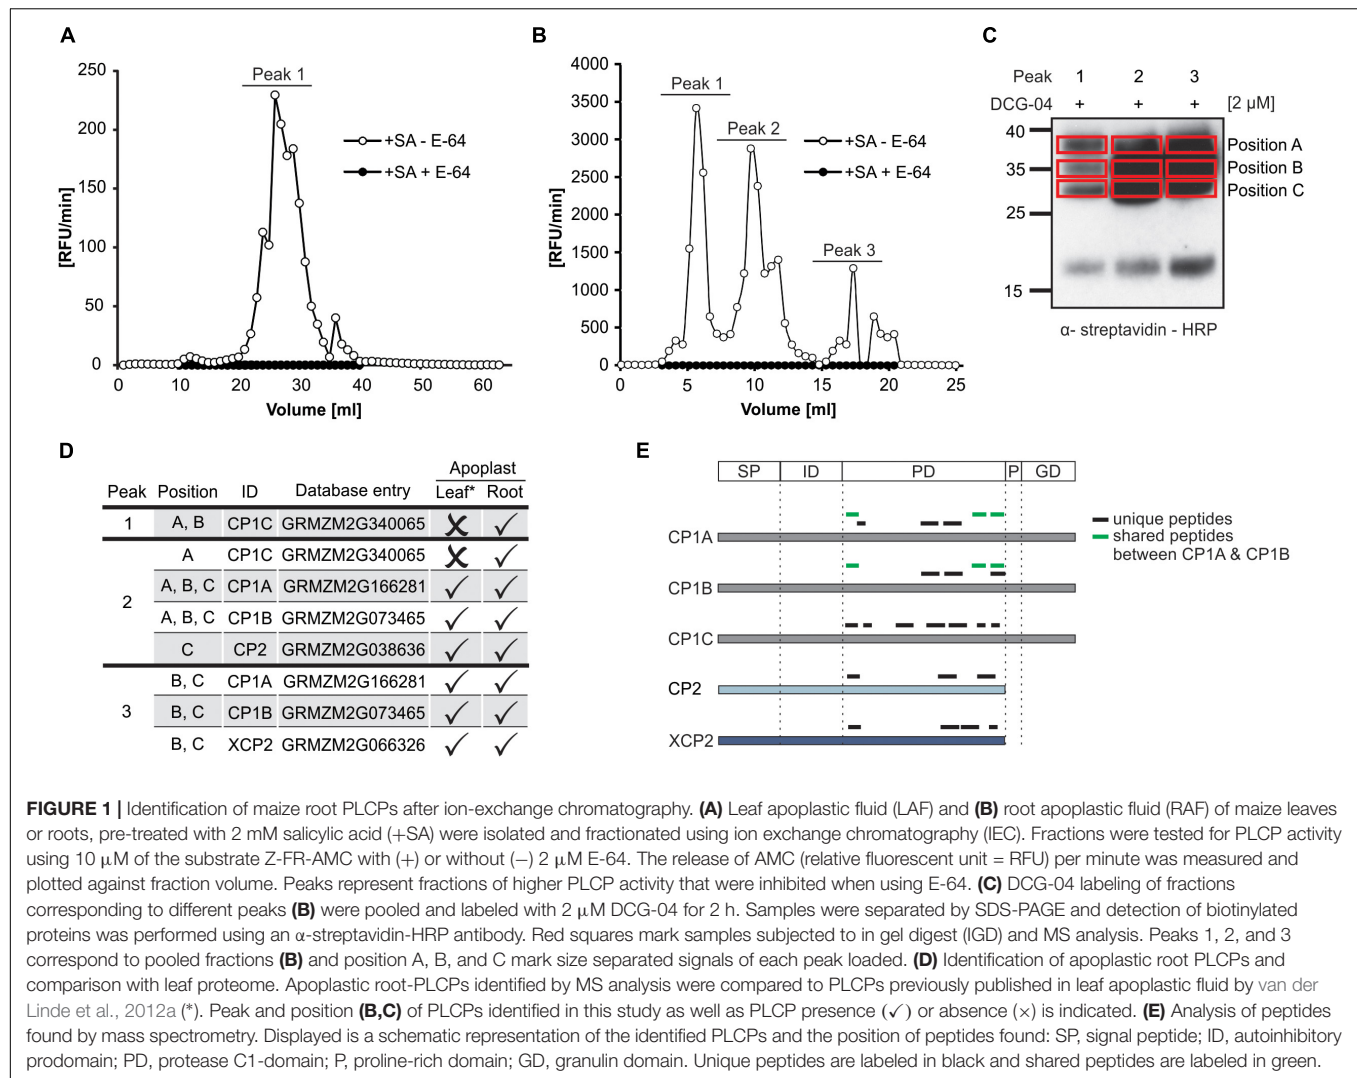 A
[RFU/min]
250
200
150
100
50
0
0 10 20 30 40 50 60
Volume [ml]
Peak 1
+SA - E-64
+SA + E-64
B
[RFU/min]
4000
3500
3000
2500
2000
1500
1000
500
0
0 5 10 15 20 25
Volume [ml]
Peak 1
Peak 2
Peak 3
+SA - E-64
+SA + E-64
C
Peak 1 2 3
DCG-04 + + + [2 µM]
40
35
25
15
Position A
Position B
Position C
α- streptavidin - HRP
D
Apoplast
Peak Position ID Database entry Leaf* Root
1 A, B CP1C GRMZM2G340065 ✗ ✓
2
A CP1C GRMZM2G340065 ✗ ✓
A, B, C CP1A GRMZM2G166281 ✓ ✓
A, B, C CP1B GRMZM2G073465 ✓ ✓
C CP2 GRMZM2G038636 ✓ ✓
3
B, C CP1A GRMZM2G166281 ✓ ✓
B, C CP1B GRMZM2G073465 ✓ ✓
B, C XCP2 GRMZM2G066326 ✓ ✓
E
SP ID PD P GD
CP1A
CP1B
CP1C
CP2
XCP2
unique peptides
shared peptides
between CP1A & CP1B
FIGURE 1 | Identification of maize root PLCPs after ion-exchange chromatography. (A) Leaf apoplastic fluid (LAF) and (B) root apoplastic fluid (RAF) of maize leaves
or roots, pre-treated with 2 mM salicylic acid (+SA) were isolated and fractionated using ion exchange chromatography (IEC). Fractions were tested for PLCP activity
using 10 µM of the substrate Z-FR-AMC with (+) or without (−) 2 µM E-64. The release of AMC (relative fluorescent unit = RFU) per minute was measured and
plotted against fraction volume. Peaks represent fractions of higher PLCP activity that were inhibited when using E-64. (C) DCG-04 labeling of fractions
corresponding to different peaks (B) were pooled and labeled with 2 µM DCG-04 for 2 h. Samples were separated by SDS-PAGE and detection of biotinylated
proteins was performed using an α-streptavidin-HRP antibody. Red squares mark samples subjected to in gel digest (IGD) and MS analysis. Peaks 1, 2, and 3
correspond to pooled fractions (B) and position A, B, and C mark size separated signals of each peak loaded. (D) Identification of apoplastic root PLCPs and
comparison with leaf proteome. Apoplastic root-PLCPs identified by MS analysis were compared to PLCPs previously published in leaf apoplastic fluid by van der
Linde et al., 2012a (*). Peak and position (B,C) of PLCPs identified in this study as well as PLCP presence (✓) or absence (×) is indicated. (E) Analysis of peptides
found by mass spectrometry. Displayed is a schematic representation of the identified PLCPs and the position of peptides found: SP, signal peptide; ID, autoinhibitory
prodomain; PD, protease C1-domain; P, proline-rich domain; GD, granulin domain. Unique peptides are labeled in black and shared peptides are labeled in green.